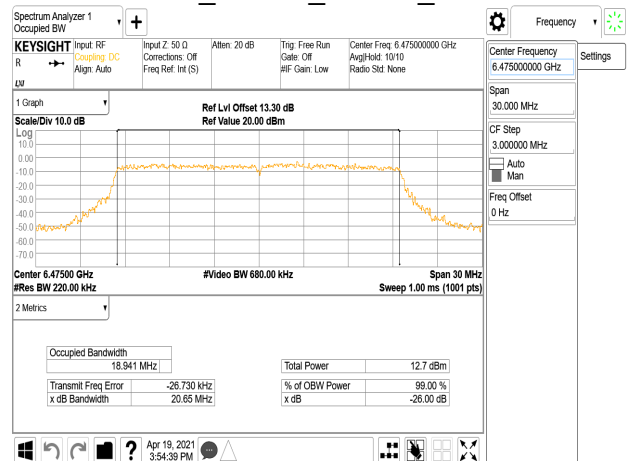 Spectrum Analyzer 1
Occupied BW
Frequency
KEYSIGHT Input: RF Input Z: 50 Ω Atten: 20 dB Trig: Free Run Center Freq: 6.475000000 GHz
Coupling: DC Corrections: Off Gate: Off Avg|Hold: 10/10
R Align: Auto Freq Ref: Int (S) #IF Gain: Low Radio Std: None
Center Frequency
6.475000000 GHz
Settings
Span
30.000 MHz
CF Step
3.000000 MHz
Auto
Man
Freq Offset
0 Hz
1 Graph
Ref Lvl Offset 13.30 dB
Scale/Div 10.0 dB Ref Value 20.00 dBm
Log
10.0
0.00
-10.0
-20.0
-30.0
-40.0
-50.0
-60.0
-70.0
Center 6.47500 GHz #Video BW 680.00 kHz Span 30 MHz
#Res BW 220.00 kHz Sweep 1.00 ms (1001 pts)
2 Metrics
Occupied Bandwidth
18.941 MHz Total Power 12.7 dBm
Transmit Freq Error -26.730 kHz % of OBW Power 99.00 %
x dB Bandwidth 20.65 MHz x dB -26.00 dB
? Apr 19, 2021
3:54:39 PM